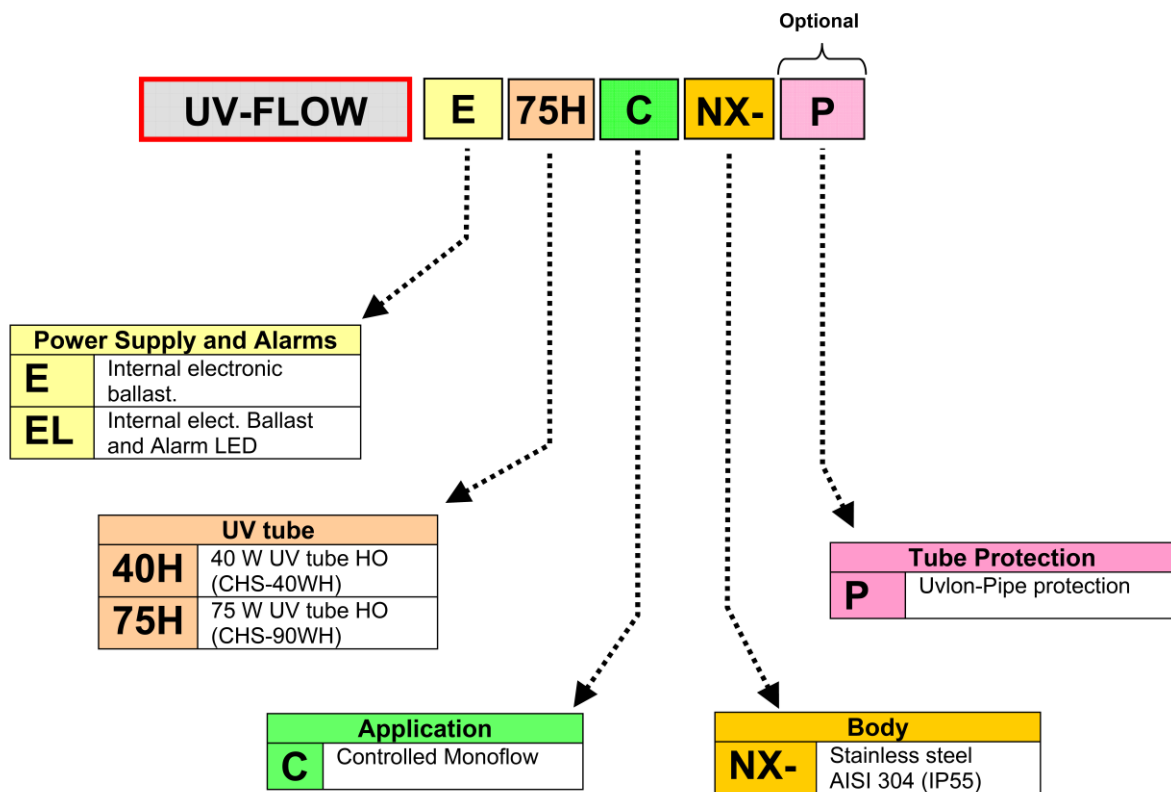 Optional
UV-FLOW E 75H C NX- P
Power Supply and Alarms
E Internal electronic
ballast.
EL Internal elect. Ballast
and Alarm LED
UV tube
40H 40 W UV tube HO
(CHS-40WH)
75H 75 W UV tube HO
(CHS-90WH)
Tube Protection
P Uvlon-Pipe protection
Application
C Controlled Monoflow
Body
NX- Stainless steel
AISI 304 (IP55)